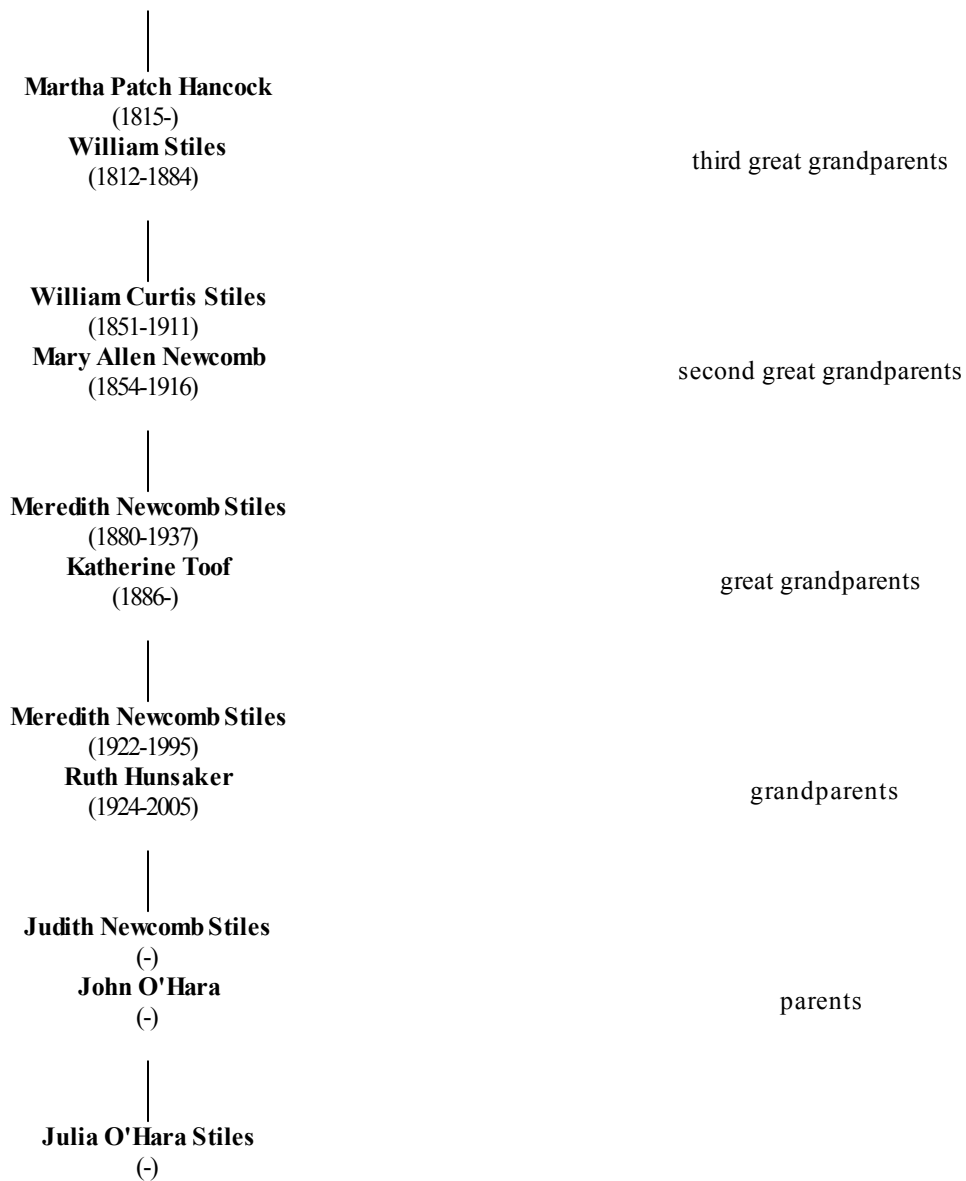 Martha Patch Hancock
(1815-)
William Stiles
(1812-1884)
third great grandparents
William Curtis Stiles
(1851-1911)
Mary Allen Newcomb
(1854-1916)
second great grandparents
Meredith Newcomb Stiles
(1880-1937)
Katherine Toof
(1886-)
great grandparents
Meredith Newcomb Stiles
(1922-1995)
Ruth Hunsaker
(1924-2005)
grandparents
Judith Newcomb Stiles
(-)
John O'Hara
(-)
parents
Julia O'Hara Stiles
(-)